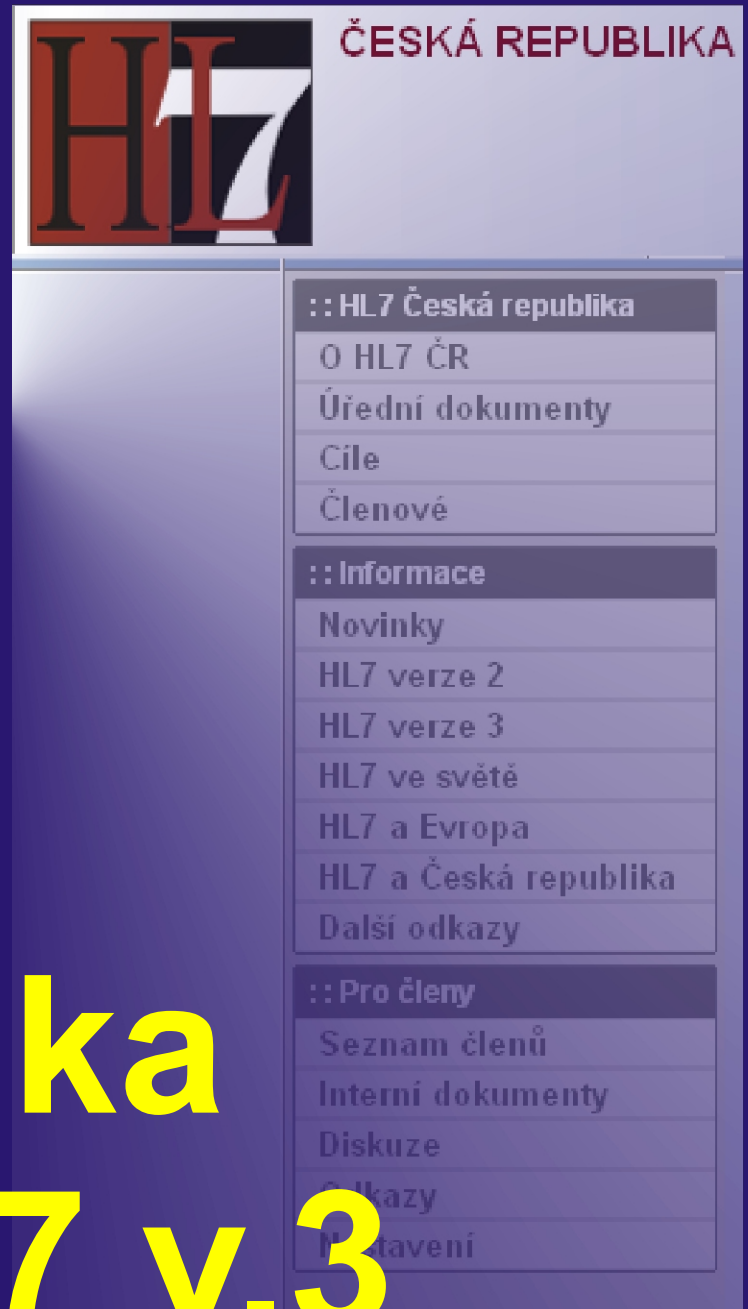 HL7
ČESKÁ REPUBLIKA
:: HL7 Česká republika
O HL7 ČR
Úřední dokumenty
Cíle
Členové
:: Informace
Novinky
HL7 verze 2
HL7 verze 3
HL7 ve světě
HL7 a Evropa
HL7 a Česká republika
Další odkazy
:: Pro členy
Seznam členů
Interní dokumenty
Diskuze
Odkazy
Nastavení
ka
7 v.3